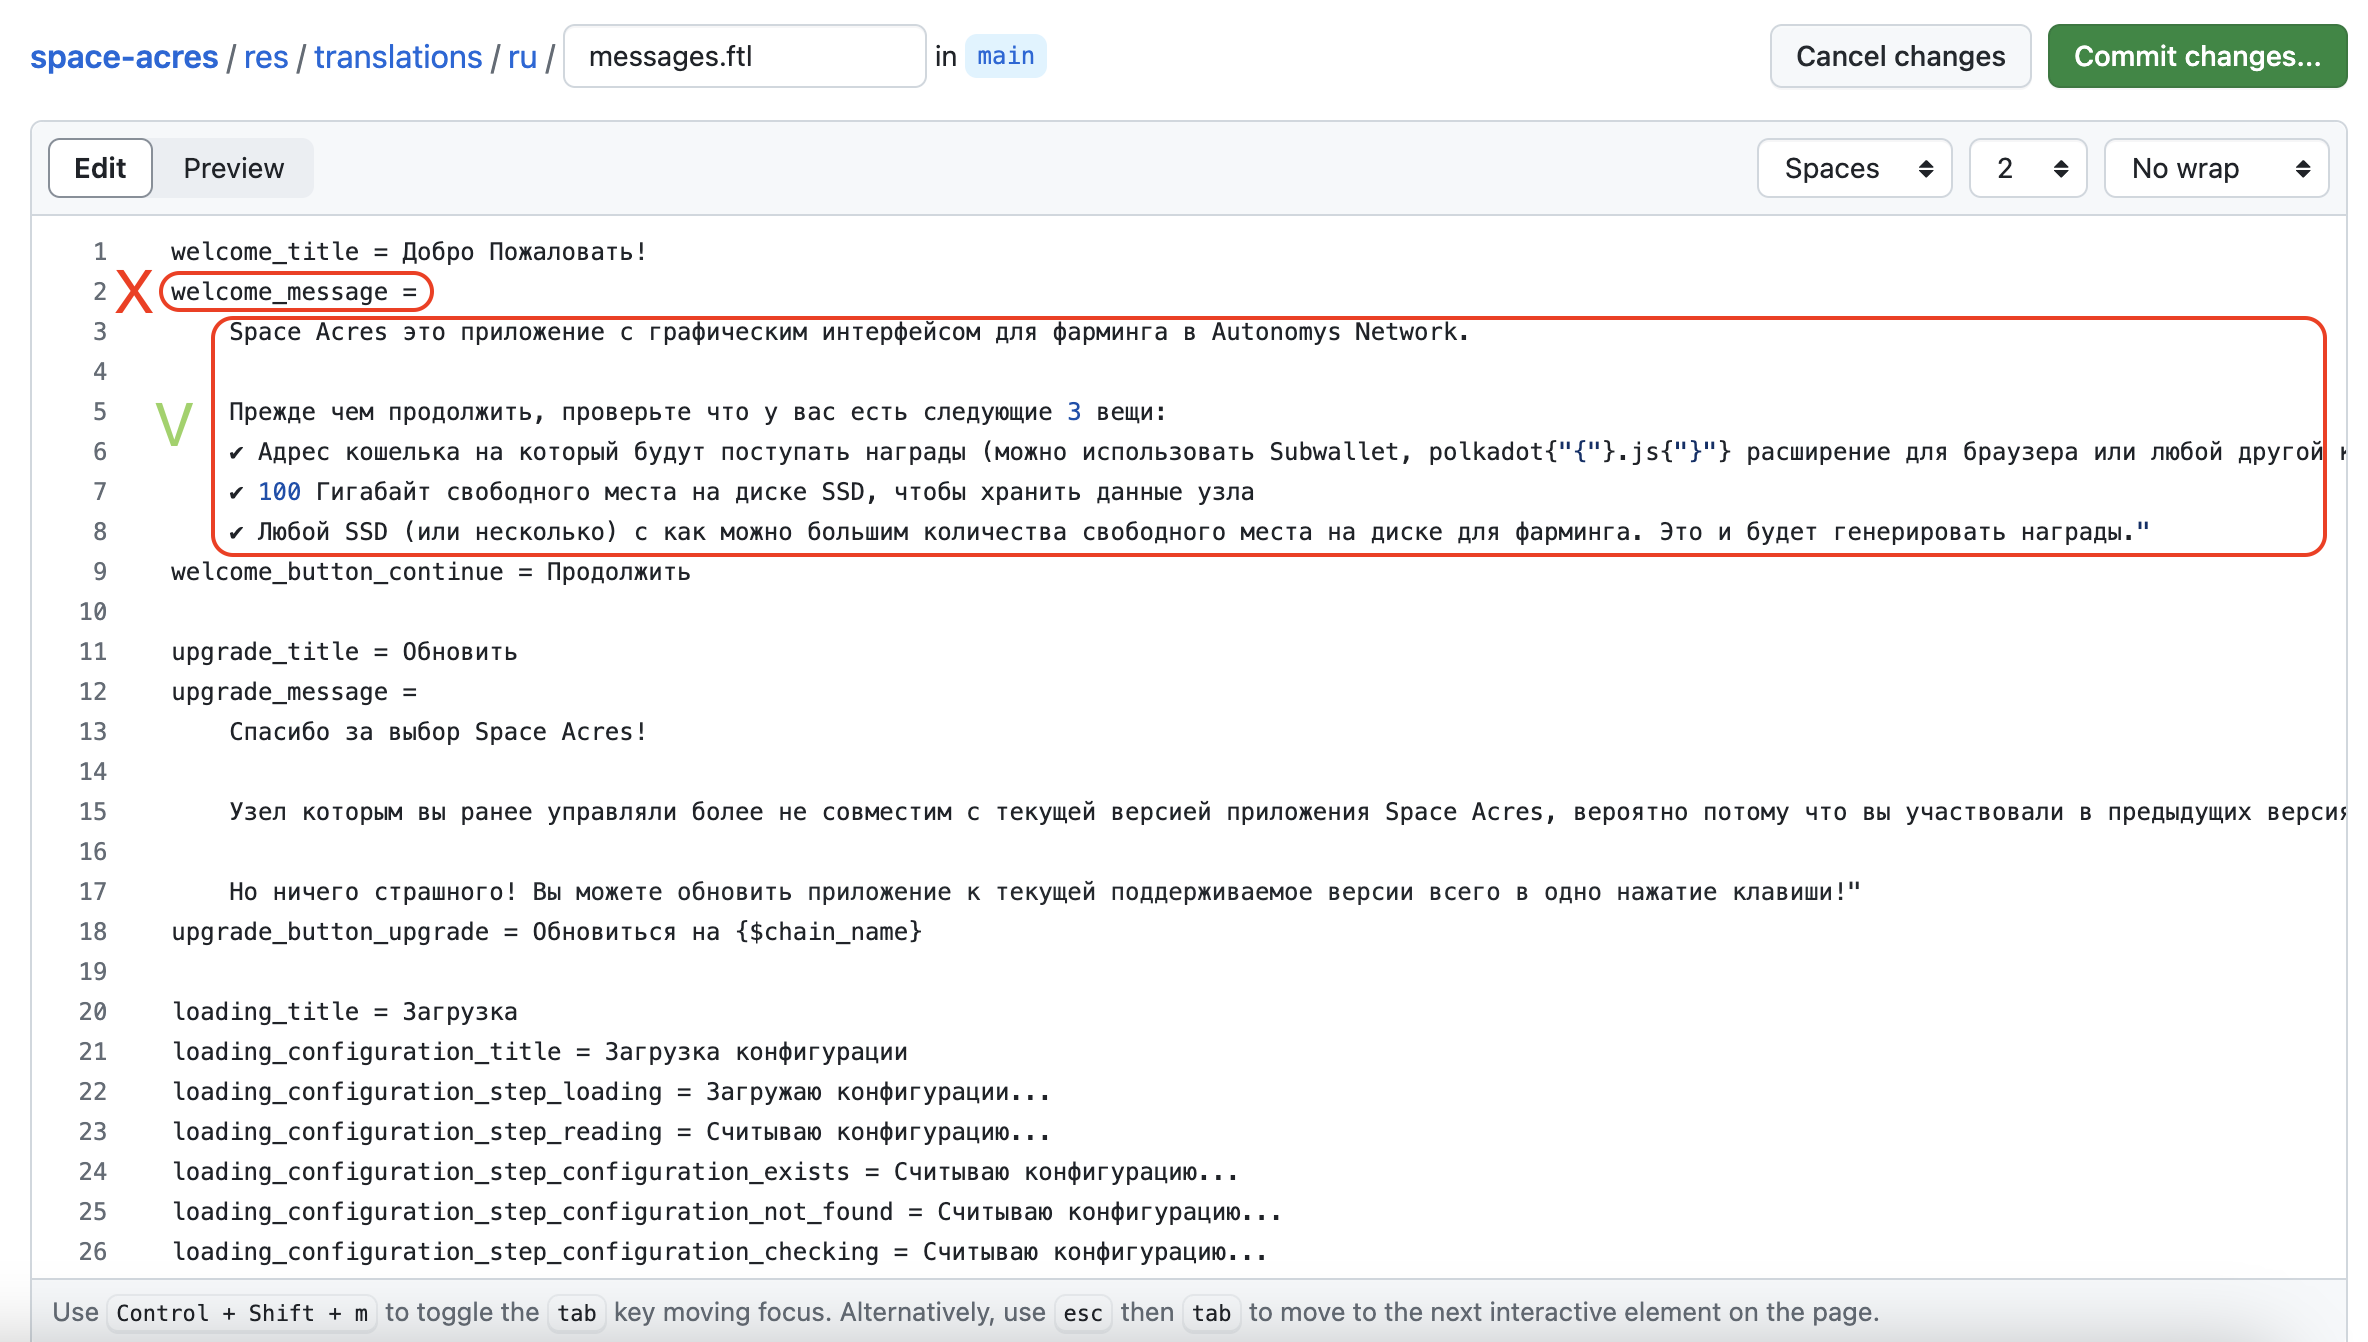 space-acres / res / translations / ru / messages.ftl in main Cancel changes Commit changes...
Edit Preview Spaces 2 No wrap
1 welcome_title = Добро Пожаловать!
2 X welcome_message =
3 Space Acres это приложение с графическим интерфейсом для фарминга в Autonomys Network.
4
5 V Прежде чем продолжить, проверьте что у вас есть следующие 3 вещи:
6 ✔ Адрес кошелька на который будут поступать награды (можно использовать Subwallet, polkadot{"{"}.js{"}"} расширение для браузера или любой другой к
7 ✔ 100 Гигабайт свободного места на диске SSD, чтобы хранить данные узла
8 ✔ Любой SSD (или несколько) с как можно большим количества свободного места на диске для фарминга. Это и будет генерировать награды."
9 welcome_button_continue = Продолжить
10
11 upgrade_title = Обновить
12 upgrade_message =
13 Спасибо за выбор Space Acres!
14
15 Узел которым вы ранее управляли более не совместим с текущей версией приложения Space Acres, вероятно потому что вы участвовали в предыдущих версия
16
17 Но ничего страшного! Вы можете обновить приложение к текущей поддерживаемое версии всего в одно нажатие клавиши!"
18 upgrade_button_upgrade = Обновиться на {$chain_name}
19
20 loading_title = Загрузка
21 loading_configuration_title = Загрузка конфигурации
22 loading_configuration_step_loading = Загружаю конфигурации...
23 loading_configuration_step_reading = Считываю конфигурацию...
24 loading_configuration_step_configuration_exists = Считываю конфигурацию...
25 loading_configuration_step_configuration_not_found = Считываю конфигурацию...
26 loading_configuration_step_configuration_checking = Считываю конфигурацию...
Use Control + Shift + m to toggle the tab key moving focus. Alternatively, use esc then tab to move to the next interactive element on the page.